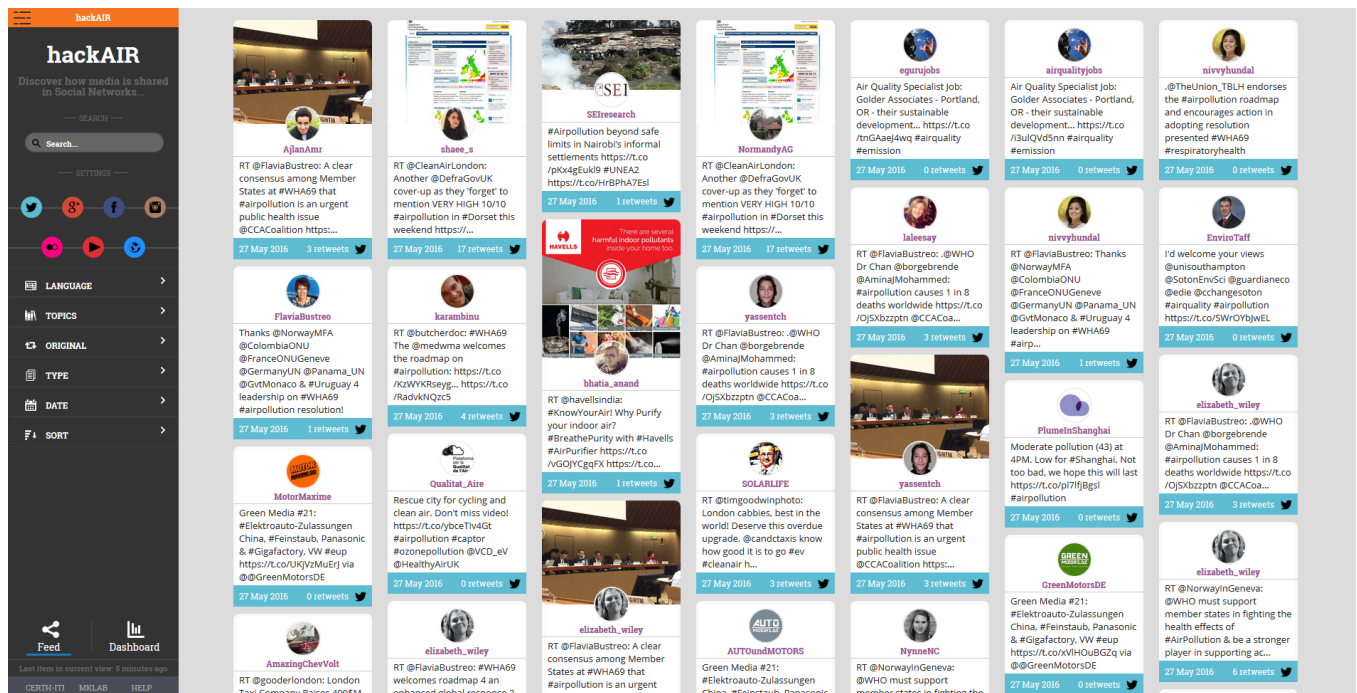 hackAIR
hackAIR
Discover how media is shared
in Social Networks...
SEARCH
Search...
SETTINGS
LANGUAGE
TOPICS
ORIGINAL
TYPE
DATE
SORT
Feed
Dashboard
Last item in current view: 5 minutes ago
CERTH-ITI MKLAB HELP
AjlanAmr
RT @FlaviaBustreo: A clear
consensus among Member
States at #WHA69 that
#airpollution is an urgent
public health issue
@CCACoalition https:...
27 May 2016 3 retweets
FlaviaBustreo
Thanks @NorwayMFA
@ColombiaONU
@FranceONUGeneve
@GermanyUN @Panama_UN
@GvtMonaco & #Uruguay 4
leadership on #WHA69
#airpollution resolution!
27 May 2016 1 retweets
MOTOR
MotorMaxime
Green Media #21:
#Elektroauto-Zulassungen
China, #Feinstaub, Panasonic
& #Gigafactory, VW #eup
https://t.co/UKjVzMuErJ via
@@GreenMotorsDE
27 May 2016 0 retweets
AmazingChevVolt
RT @gooderlondon: London
shaee_s
RT @CleanAirLondon:
Another @DefraGovUK
cover-up as they 'forget' to
mention VERY HIGH 10/10
#airpollution in #Dorset this
weekend https://...
27 May 2016 17 retweets
karambinu
RT @butcherdoc: #WHA69
The @medwma welcomes
the roadmap on
#airpollution: https://t.co
/KzWYKRseyg... https://t.co
/RadvkNQzc5
27 May 2016 4 retweets
Plataforma
per la
Qualitat
de l'Aire
Qualitat_Aire
Rescue city for cycling and
clean air. Don't miss video!
https://t.co/ybceTlv4Gt
#airpollution #captor
#ozonepollution @VCD_eV
@HealthyAirUK
27 May 2016 0 retweets
elizabeth_wiley
RT @FlaviaBustreo: #WHA69
welcomes roadmap 4 an
enhanced global response 2
SEI
SEIresearch
#Airpollution beyond safe
limits in Nairobi's informal
settlements https://t.co
/pKx4gEukl9 #UNEA2
https://t.co/HrBPhA7Esl
27 May 2016 1 retweets
HAVELLS
There are several
harmful indoor pollutants
inside your home too.
bhatia_anand
RT @havellsindia:
#KnowYourAir! Why Purify
your indoor air?
#BreathePurity with #Havells
#AirPurifier https://t.co
/vGOJYCgqFX https://t.co...
27 May 2016 1 retweets
elizabeth_wiley
RT @FlaviaBustreo: A clear
consensus among Member
States at #WHA69 that
#airpollution is an urgent
NormandyAG
RT @CleanAirLondon:
Another @DefraGovUK
cover-up as they 'forget' to
mention VERY HIGH 10/10
#airpollution in #Dorset this
weekend https://...
27 May 2016 17 retweets
yassentch
RT @FlaviaBustreo: .@WHO
Dr Chan @borgebrende
@AminaJMohammed:
#airpollution causes 1 in 8
deaths worldwide https://t.co
/OjSXbzzptn @CCACoa...
27 May 2016 3 retweets
SOLARLIFE
RT @timgoodwinphoto:
London cabbies, best in the
world! Deserve this overdue
upgrade. @candctaxis know
how good it is to go #ev
#cleanair h...
27 May 2016 0 retweets
AUTO
AUTOundMOTORS
Green Media #21:
#Elektroauto-Zulassungen
China, #Feinstaub, Panasonic
egurujobs
Air Quality Specialist Job:
Golder Associates - Portland,
OR - their sustainable
development... https://t.co
/tnGAaeJ4wq #airquality
#emission
27 May 2016 0 retweets
laleesay
RT @FlaviaBustreo: .@WHO
Dr Chan @borgebrende
@AminaJMohammed:
#airpollution causes 1 in 8
deaths worldwide https://t.co
/OjSXbzzptn @CCACoa...
27 May 2016 3 retweets
yassentch
RT @FlaviaBustreo: A clear
consensus among Member
States at #WHA69 that
#airpollution is an urgent
public health issue
@CCACoalition https:...
27 May 2016 3 retweets
NynneNC
RT @NorwayInGeneva:
@WHO must support
member states in fighting the
airqualityjobs
Air Quality Specialist Job:
Golder Associates - Portland,
OR - their sustainable
development... https://t.co
/i3ulQVd5nn #airquality
#emission
27 May 2016 0 retweets
nivvyhundal
RT @FlaviaBustreo: Thanks
@NorwayMFA
@ColombiaONU
@FranceONUGeneve
@GermanyUN @Panama_UN
@GvtMonaco & #Uruguay 4
leadership on #WHA69
#airp...
27 May 2016 1 retweets
PlumeInShanghai
Moderate pollution (43) at
4PM. Low for #Shanghai. Not
too bad, we hope this will last
https://t.co/pl7lfjBgsl
#airpollution
27 May 2016 0 retweets
GREEN
MOTORS.DE
GreenMotorsDE
Green Media #21:
#Elektroauto-Zulassungen
China, #Feinstaub, Panasonic
& #Gigafactory, VW #eup
https://t.co/xVlHOuBGZq via
@@GreenMotorsDE
27 May 2016 0 retweets
nivvyhundal
.@TheUnion_TBLH endorses
the #airpollution roadmap
and encourages action in
adopting resolution
presented #WHA69
#respiratoryhealth
27 May 2016 0 retweets
EnviroTaff
I'd welcome your views
@unisouthampton
@SotonEnvSci @guardianeco
@edie @cchangesoton
#airquality #airpollution
https://t.co/SWrOYbJwEL
27 May 2016 0 retweets
elizabeth_wiley
RT @FlaviaBustreo: .@WHO
Dr Chan @borgebrende
@AminaJMohammed:
#airpollution causes 1 in 8
deaths worldwide https://t.co
/OjSXbzzptn @CCACoa...
27 May 2016 3 retweets
elizabeth_wiley
RT @NorwayInGeneva:
@WHO must support
member states in fighting the
health effects of
#AirPollution & be a stronger
player in supporting ac...
27 May 2016 6 retweets